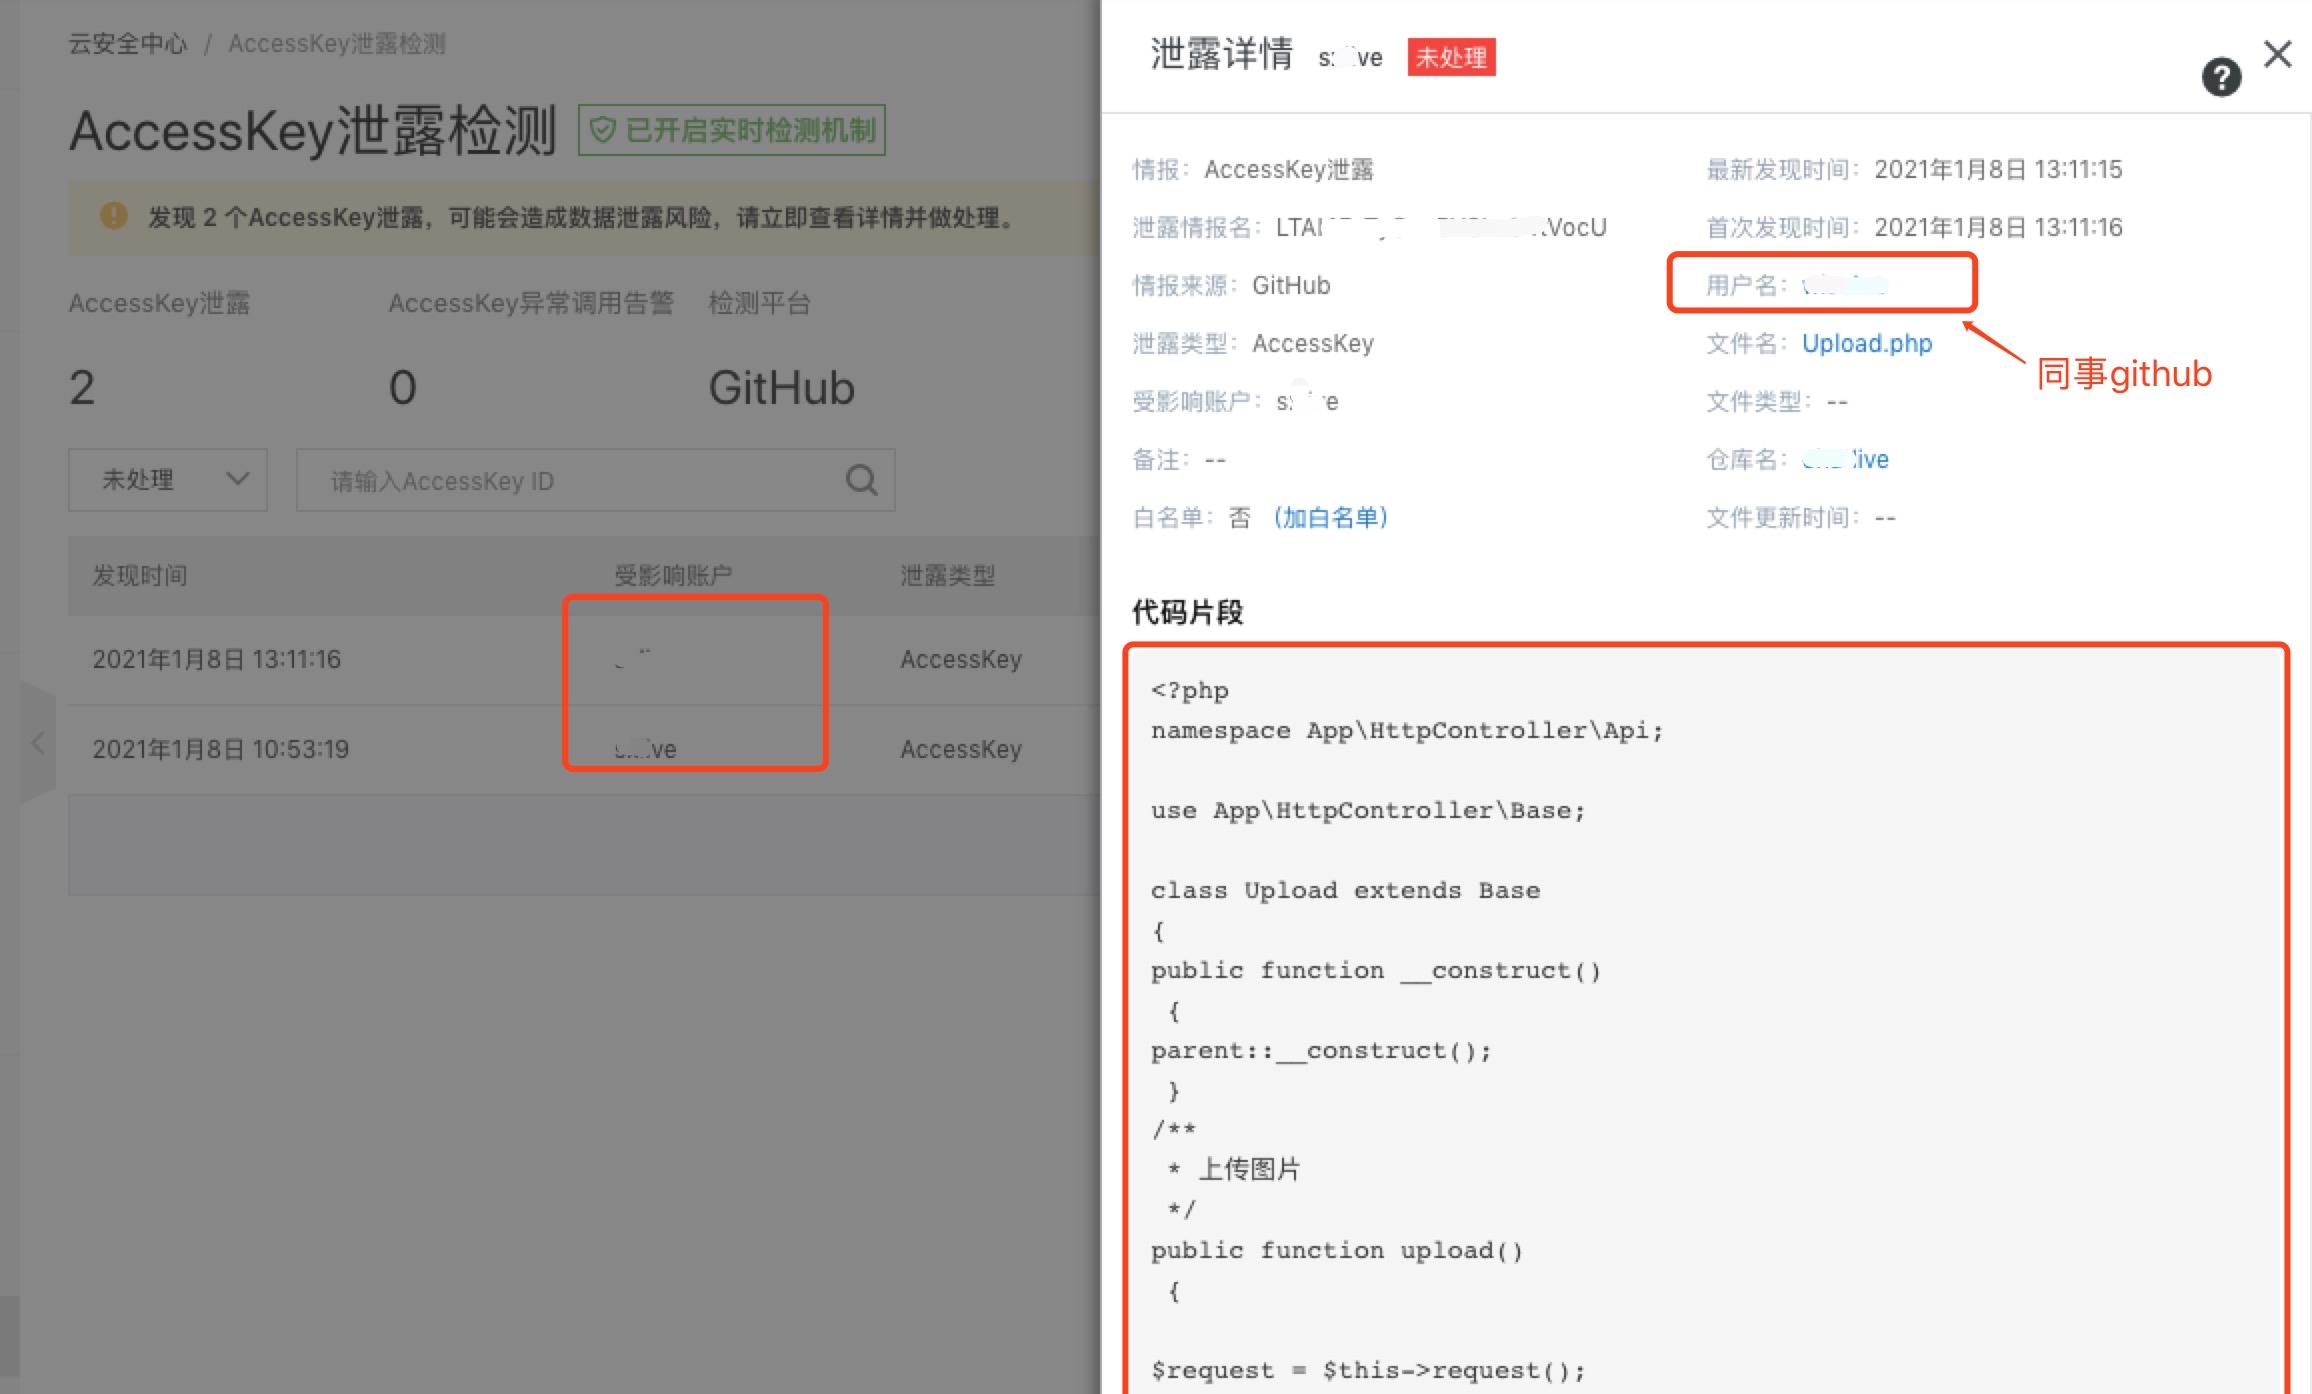 云安全中心 / AccessKey泄露检测
AccessKey泄露检测 已开启实时检测机制
发现 2 个AccessKey泄露，可能会造成数据泄露风险，请立即查看详情并做处理。
AccessKey泄露 AccessKey异常调用告警 检测平台
2 0 GitHub
未处理 请输入AccessKey ID
发现时间 受影响账户 泄露类型
2021年1月8日 13:11:16 AccessKey
2021年1月8日 10:53:19 ve AccessKey
泄露详情 s ve 未处理
情报： AccessKey泄露 最新发现时间： 2021年1月8日 13:11:15
泄露情报名： LTA VocU 首次发现时间： 2021年1月8日 13:11:16
情报来源： GitHub 用户名：
泄露类型： AccessKey 文件名： Upload.php
同事github
受影响账户： s e 文件类型： --
备注： -- 仓库名： ive
白名单： 否 (加白名单) 文件更新时间： --
代码片段
<?php
namespace App\HttpController\Api;
use App\HttpController\Base;
class Upload extends Base
{
public function __construct()
{
parent::__construct();
}
/**
* 上传图片
*/
public function upload()
{
$request = $this->request();